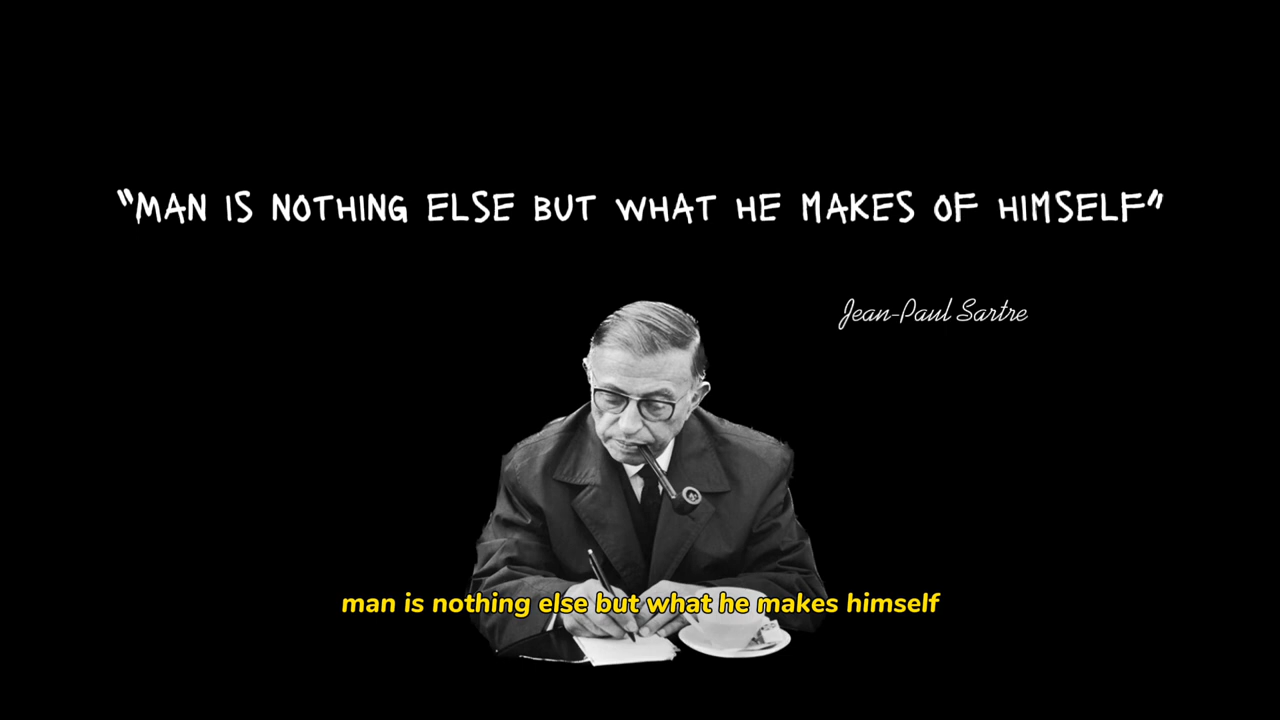 "MAN IS NOTHING ELSE BUT WHAT HE MAKES OF HIMSELF"
Jean-Paul Sartre
man is nothing else but what he makes himself